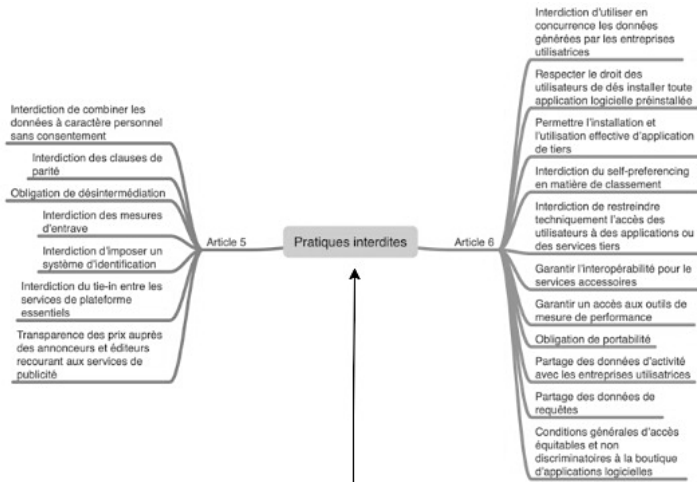 Interdiction de combiner les
données à caractère personnel
sans consentement
Interdiction des clauses de
parité
Obligation de désintermédiation
Interdiction des mesures
d'entrave
Interdiction d'imposer un
système d'identification
Interdiction du tie-in entre les
services de plateforme
essentiels
Transparence des prix auprès
des annonceurs et éditeurs
recourant aux services de
publicité
Article 5
Pratiques interdites
Article 6
Interdiction d'utiliser en
concurrence les données
générées par les entreprises
utilisatrices
Respecter le droit des
utilisateurs de dés installer toute
application logicielle préinstallée
Permettre l'installation et
l'utilisation effective d'application
de tiers
Interdiction du self-preferencing
en matière de classement
Interdiction de restreindre
techniquement l'accès des
utilisateurs à des applications ou
des services tiers
Garantir l'interopérabilité pour le
services accessoires
Garantir un accès aux outils de
mesure de performance
Obligation de portabilité
Partage des données d'activité
avec les entreprises utilisatrices
Partage des données de
requêtes
Conditions générales d'accès
équitables et non
discriminatoires à la boutique
d'applications logicielles